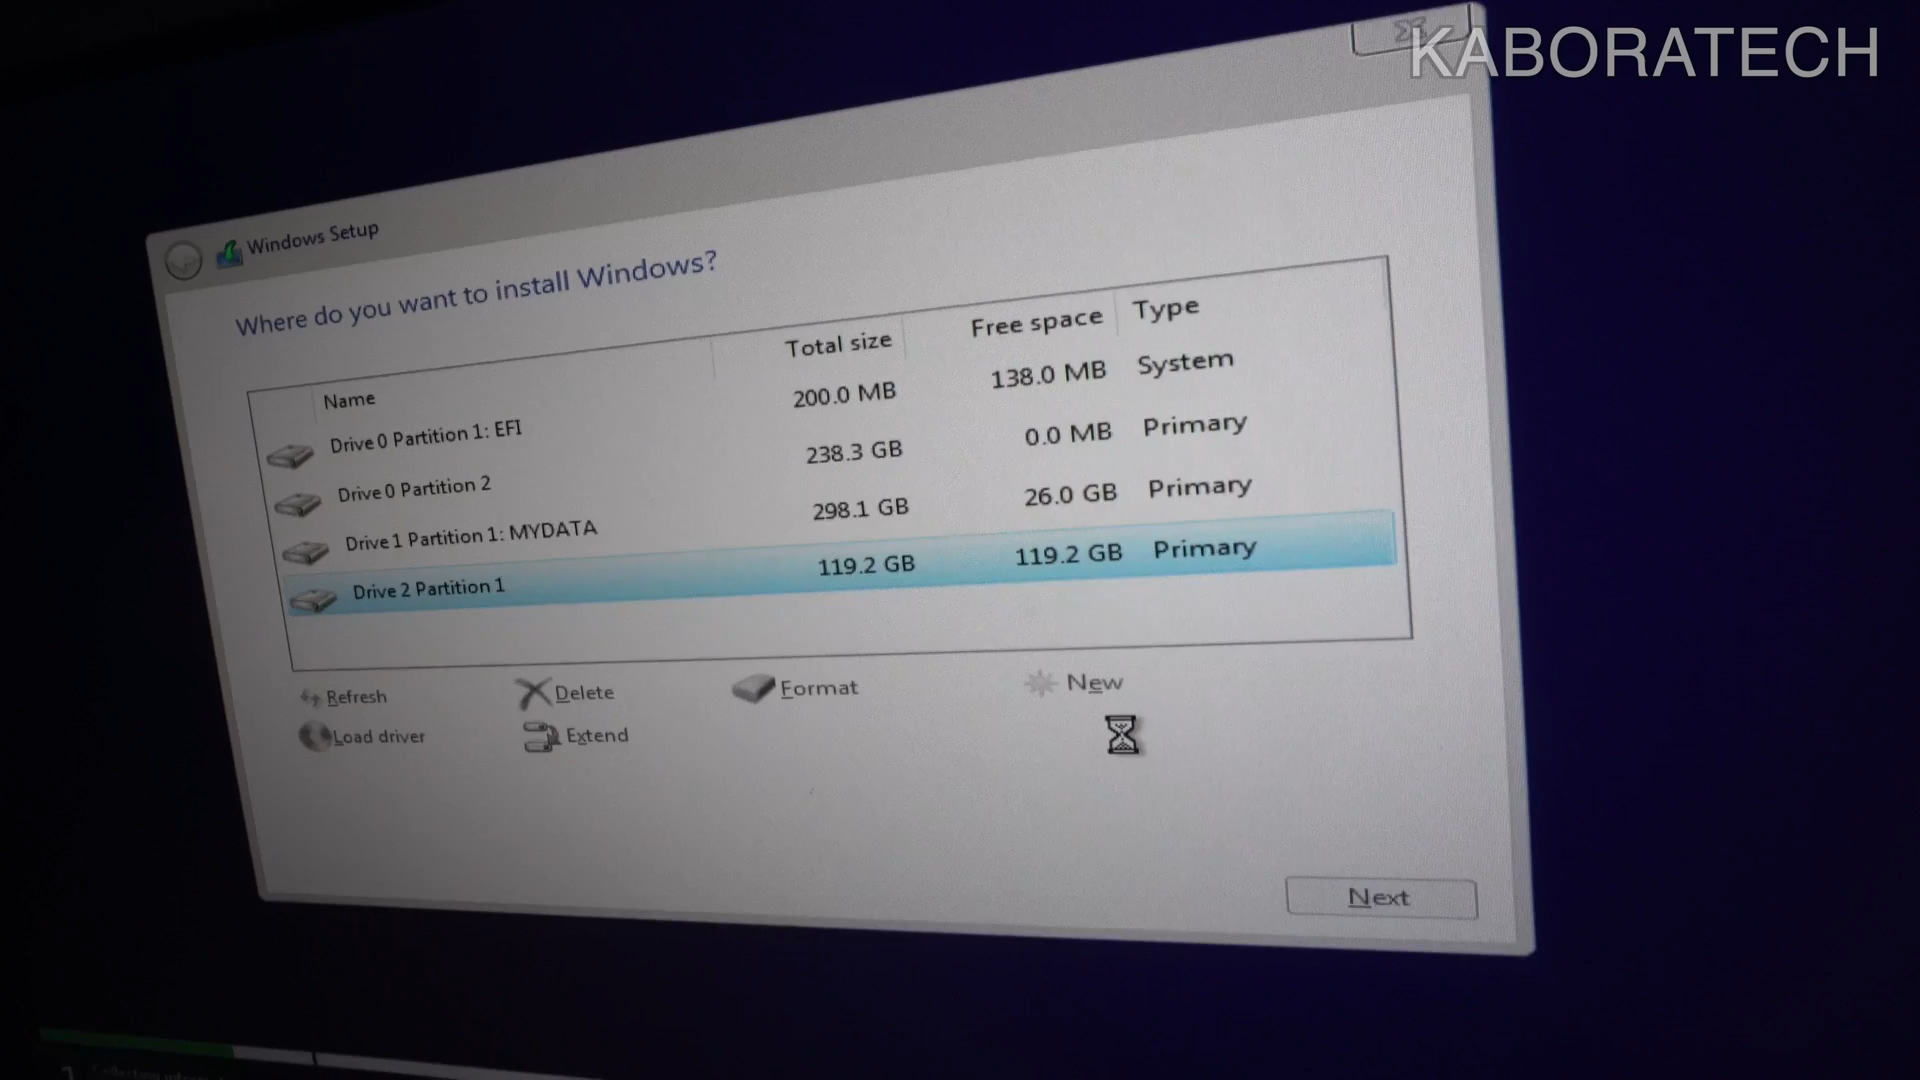 KABORATECH
Windows Setup
Where do you want to install Windows?
Name Total size Free space Type
Drive 0 Partition 1: EFI 200.0 MB 138.0 MB System
Drive 0 Partition 2 238.3 GB 0.0 MB Primary
Drive 1 Partition 1: MYDATA 298.1 GB 26.0 GB Primary
Drive 2 Partition 1 119.2 GB 119.2 GB Primary
Refresh Delete Format New
Load driver Extend
Next
1